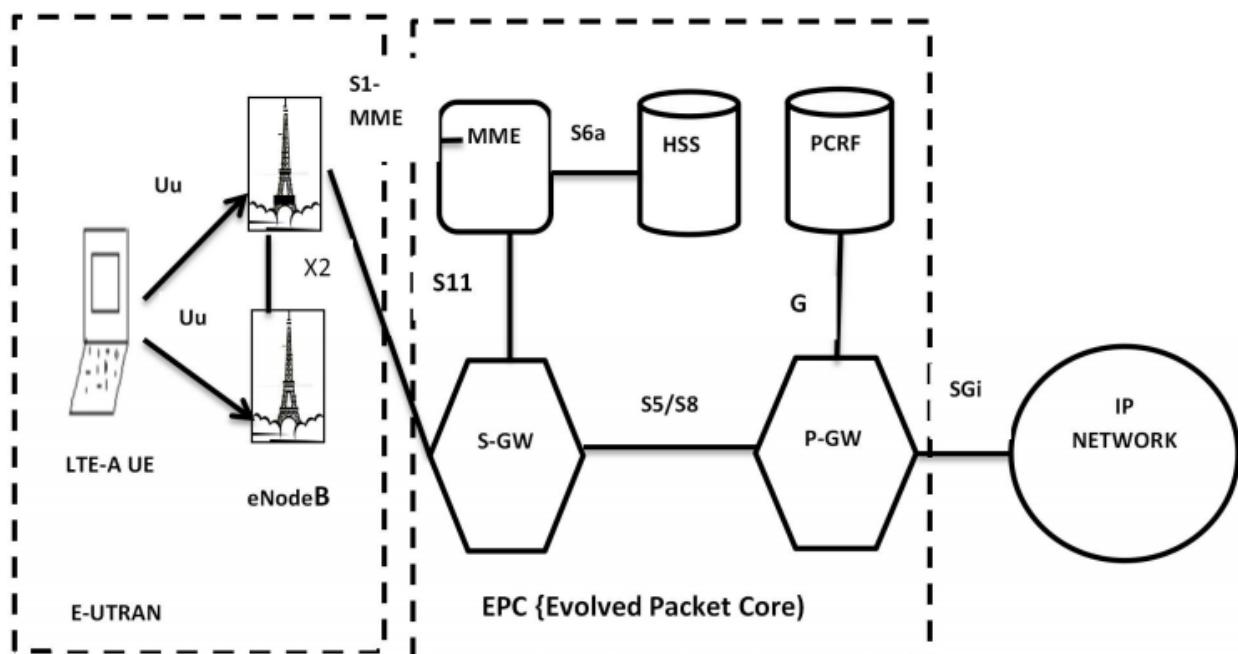 S1-
MME
MME
S6a
HSS
PCRF
Uu
X2
S11
Uu
G
S5/S8
SGi
IP
NETWORK
S-GW
P-GW
LTE-A UE
eNodeB
E-UTRAN
EPC {Evolved Packet Core)